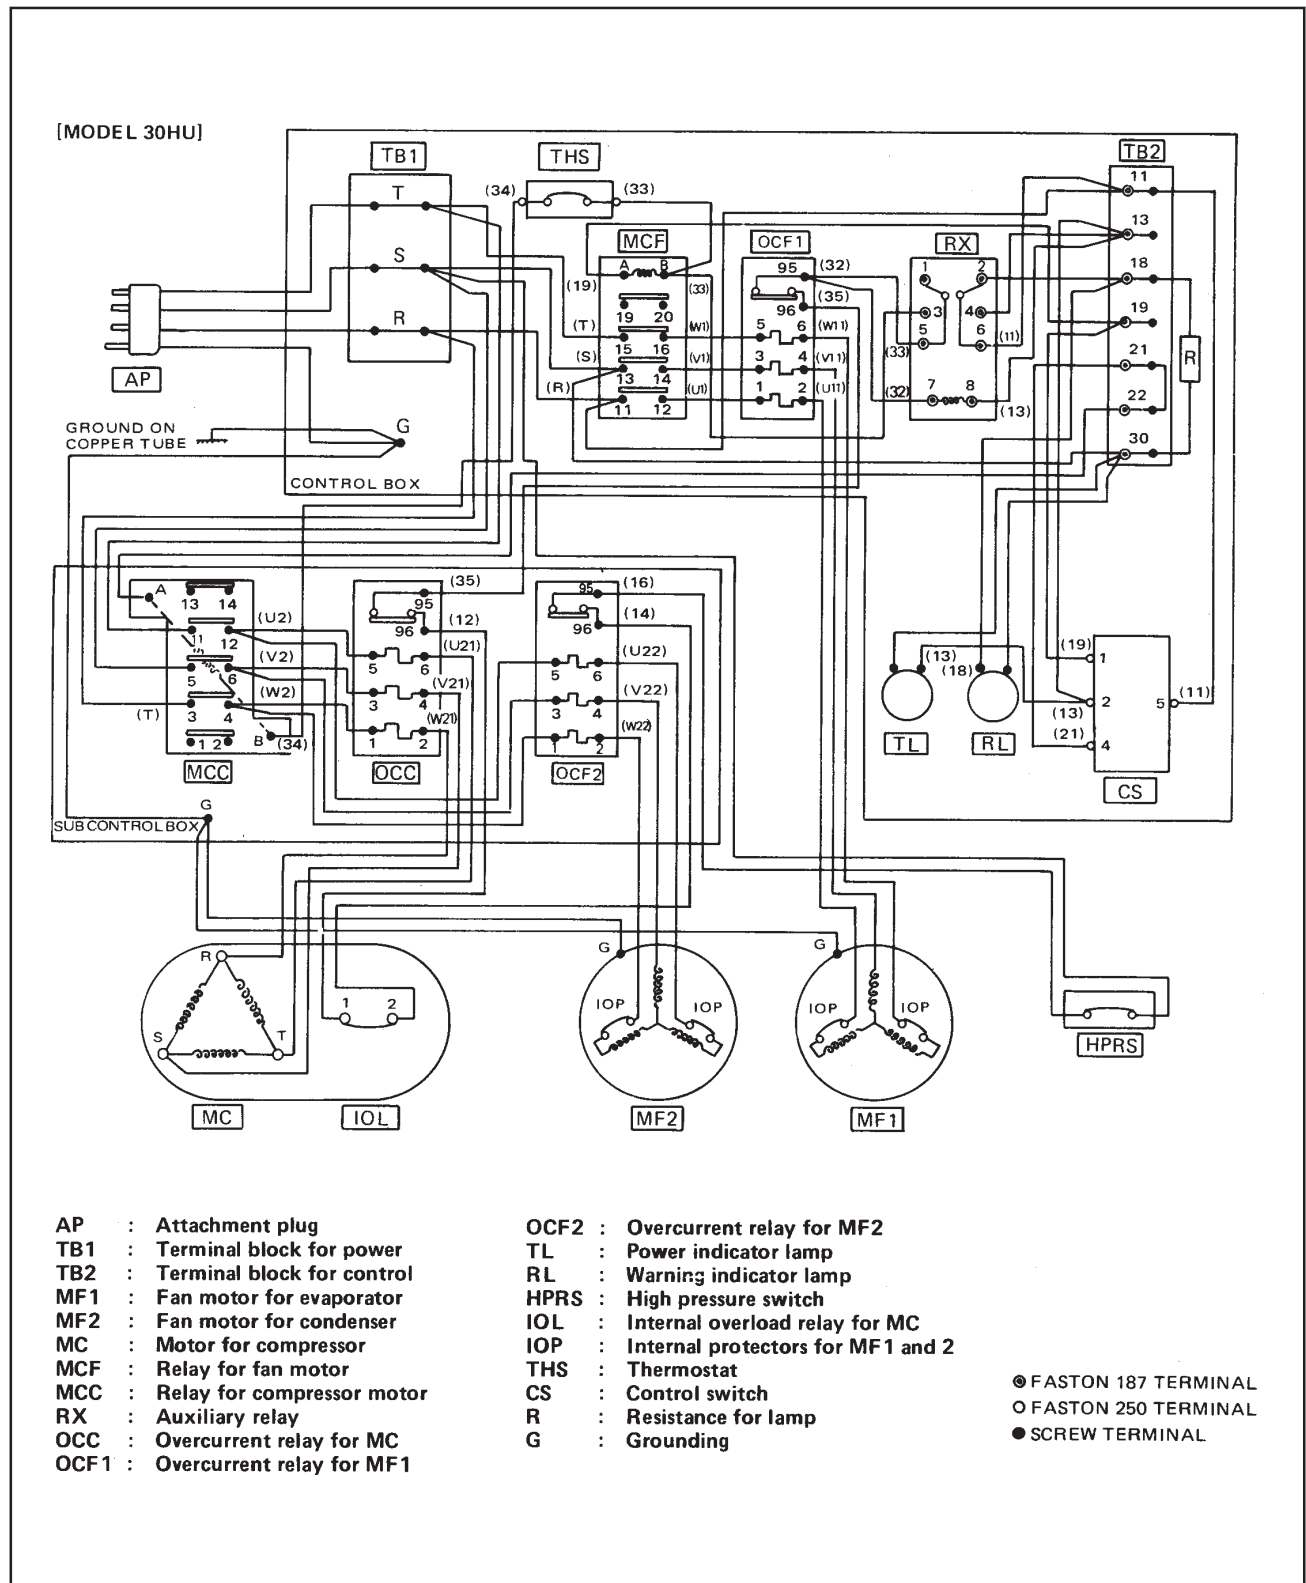 [MODEL 30HU]
TB1
THS
TB2
(34)
(33)
11
T
13
MCF
OCF1
RX
S
A
B
95
(32)
1
2
18
(19)
(33)
(35)
19
20
96
3
4
19
R
(T)
(W1)
5
6
(W11)
5
6
(11)
15
16
(33)
21
(S)
(V1)
3
4
(V11)
R
AP
13
14
(R)
(U1)
1
2
(U11)
(32)
7
8
22
11
12
(13)
GROUND ON
COPPER TUBE
G
30
CONTROL BOX
A
13
14
(35)
95
(16)
95
(U2)
96
(12)
96
(14)
11
12
(U21)
(U22)
(V2)
5
6
5
6
5
6
(V21)
(V22)
(W2)
3
4
3
4
(T)
3
4
(W21)
(W22)
1
2
B
(34)
1
2
1
2
MCC
OCC
OCF2
(19)
1
(13)
(18)
2
5
(11)
(13)
(21)
4
TL
RL
CS
G
SUB CONTROL BOX
G
G
R
1
2
IOP
IOP
IOP
IOP
S
T
HPRS
MC
IOL
MF2
MF1
AP : Attachment plug
TB1 : Terminal block for power
TB2 : Terminal block for control
MF1 : Fan motor for evaporator
MF2 : Fan motor for condenser
MC : Motor for compressor
MCF : Relay for fan motor
MCC : Relay for compressor motor
RX : Auxiliary relay
OCC : Overcurrent relay for MC
OCF1 : Overcurrent relay for MF1
OCF2 : Overcurrent relay for MF2
TL : Power indicator lamp
RL : Warning indicator lamp
HPRS : High pressure switch
IOL : Internal overload relay for MC
IOP : Internal protectors for MF1 and 2
THS : Thermostat
CS : Control switch
R : Resistance for lamp
G : Grounding
FASTON 187 TERMINAL
FASTON 250 TERMINAL
SCREW TERMINAL